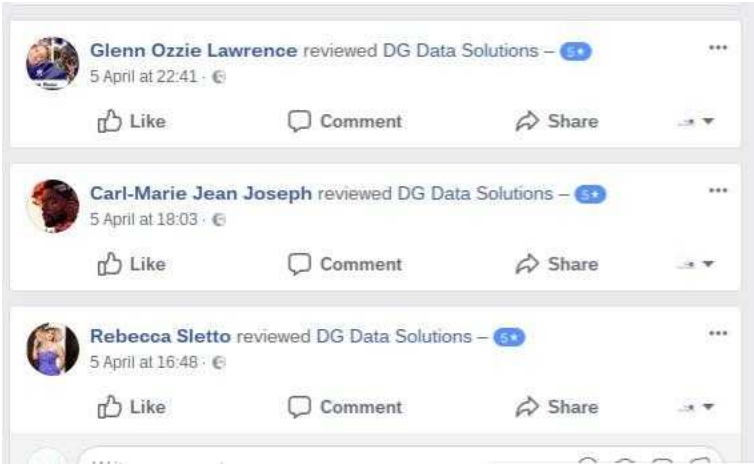 Glenn Ozzie Lawrence reviewed DG Data Solutions – 5★
5 April at 22:41 ·
Like Comment Share
Carl-Marie Jean Joseph reviewed DG Data Solutions – 5★
5 April at 18:03 ·
Like Comment Share
Rebecca Sletto reviewed DG Data Solutions – 5★
5 April at 16:48 ·
Like Comment Share